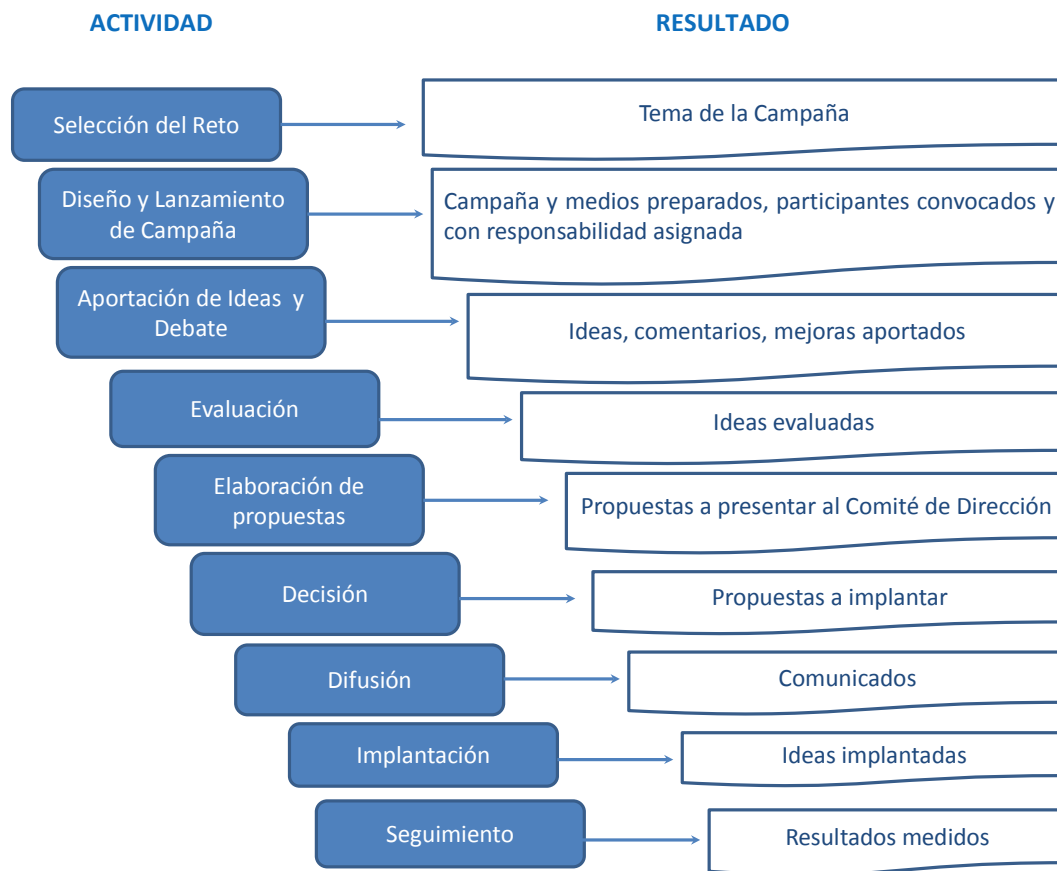 ACTIVIDAD
RESULTADO
Selección del Reto
Tema de la Campaña
Diseño y Lanzamiento
de Campaña
Campaña y medios preparados, participantes convocados y
con responsabilidad asignada
Aportación de Ideas y
Debate
Ideas, comentarios, mejoras aportados
Evaluación
Ideas evaluadas
Elaboración de
propuestas
Propuestas a presentar al Comité de Dirección
Decisión
Propuestas a implantar
Difusión
Comunicados
Implantación
Ideas implantadas
Seguimiento
Resultados medidos